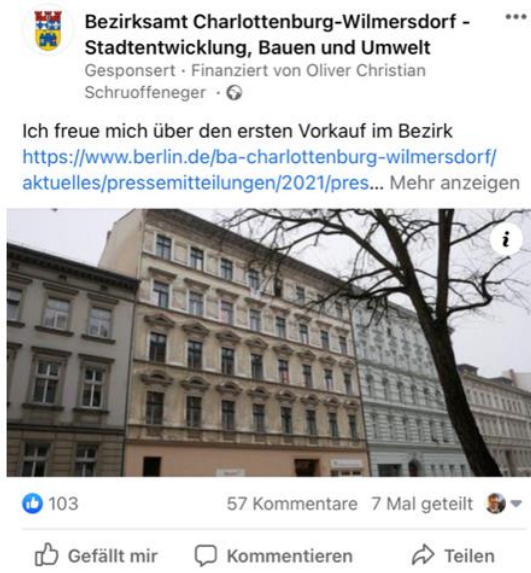 Bezirksamt Charlottenburg-Wilmersdorf -
Stadtentwicklung, Bauen und Umwelt
Gesponsert · Finanziert von Oliver Christian
Schruoffeneger ·
Ich freue mich über den ersten Vorkauf im Bezirk
https://www.berlin.de/ba-charlottenburg-wilmersdorf/
aktuelles/pressemitteilungen/2021/pres... Mehr anzeigen
i
103 57 Kommentare 7 Mal geteilt
Gefällt mir Kommentieren Teilen